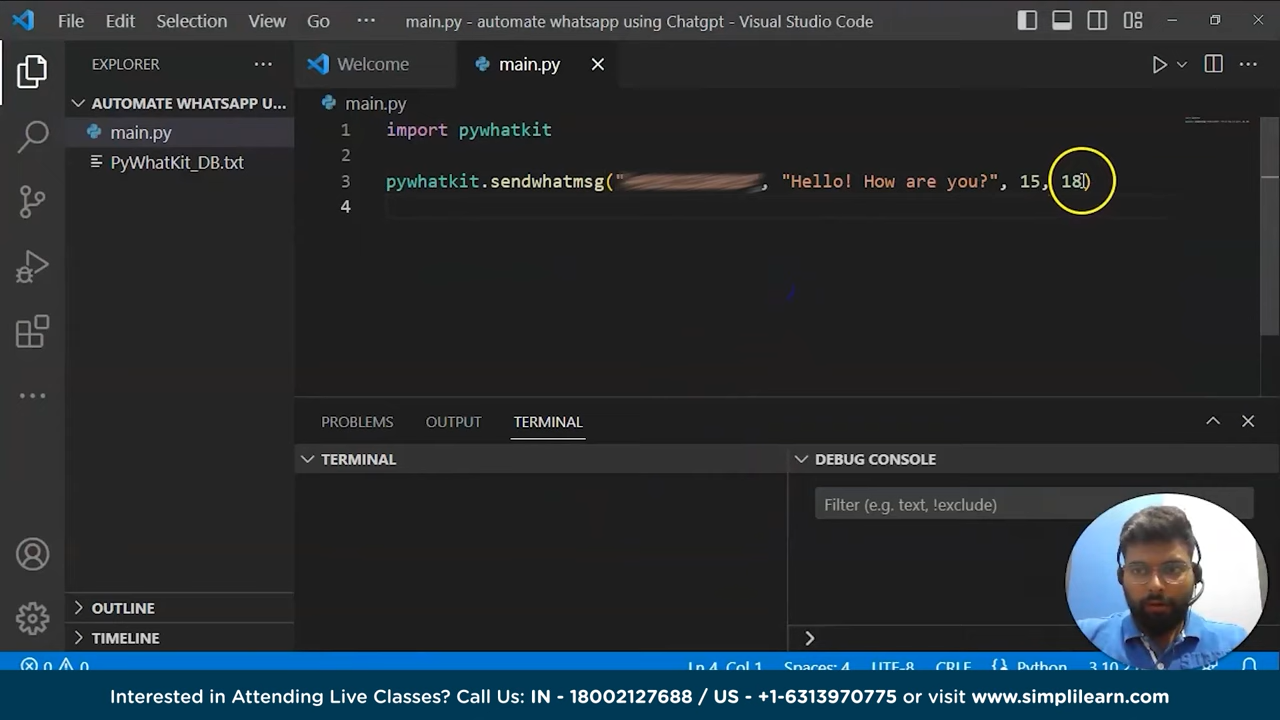 File Edit Selection View Go ··· main.py - automate whatsapp using Chatgpt - Visual Studio Code
EXPLORER ···
Welcome
main.py
AUTOMATE WHATSAPP U...
main.py
PyWhatKit_DB.txt
OUTLINE
TIMELINE
main.py
1 import pywhatkit
2
3 pywhatkit.sendwhatmsg(" , "Hello! How are you?", 15, 18)
4
PROBLEMS OUTPUT TERMINAL
TERMINAL
DEBUG CONSOLE
Filter (e.g. text, !exclude)
0 0 Ln 4, Col 1 Spaces: 4 UTF-8 CRLF Python
Interested in Attending Live Classes? Call Us: IN - 18002127688 / US - +1-6313970775 or visit www.simplilearn.com